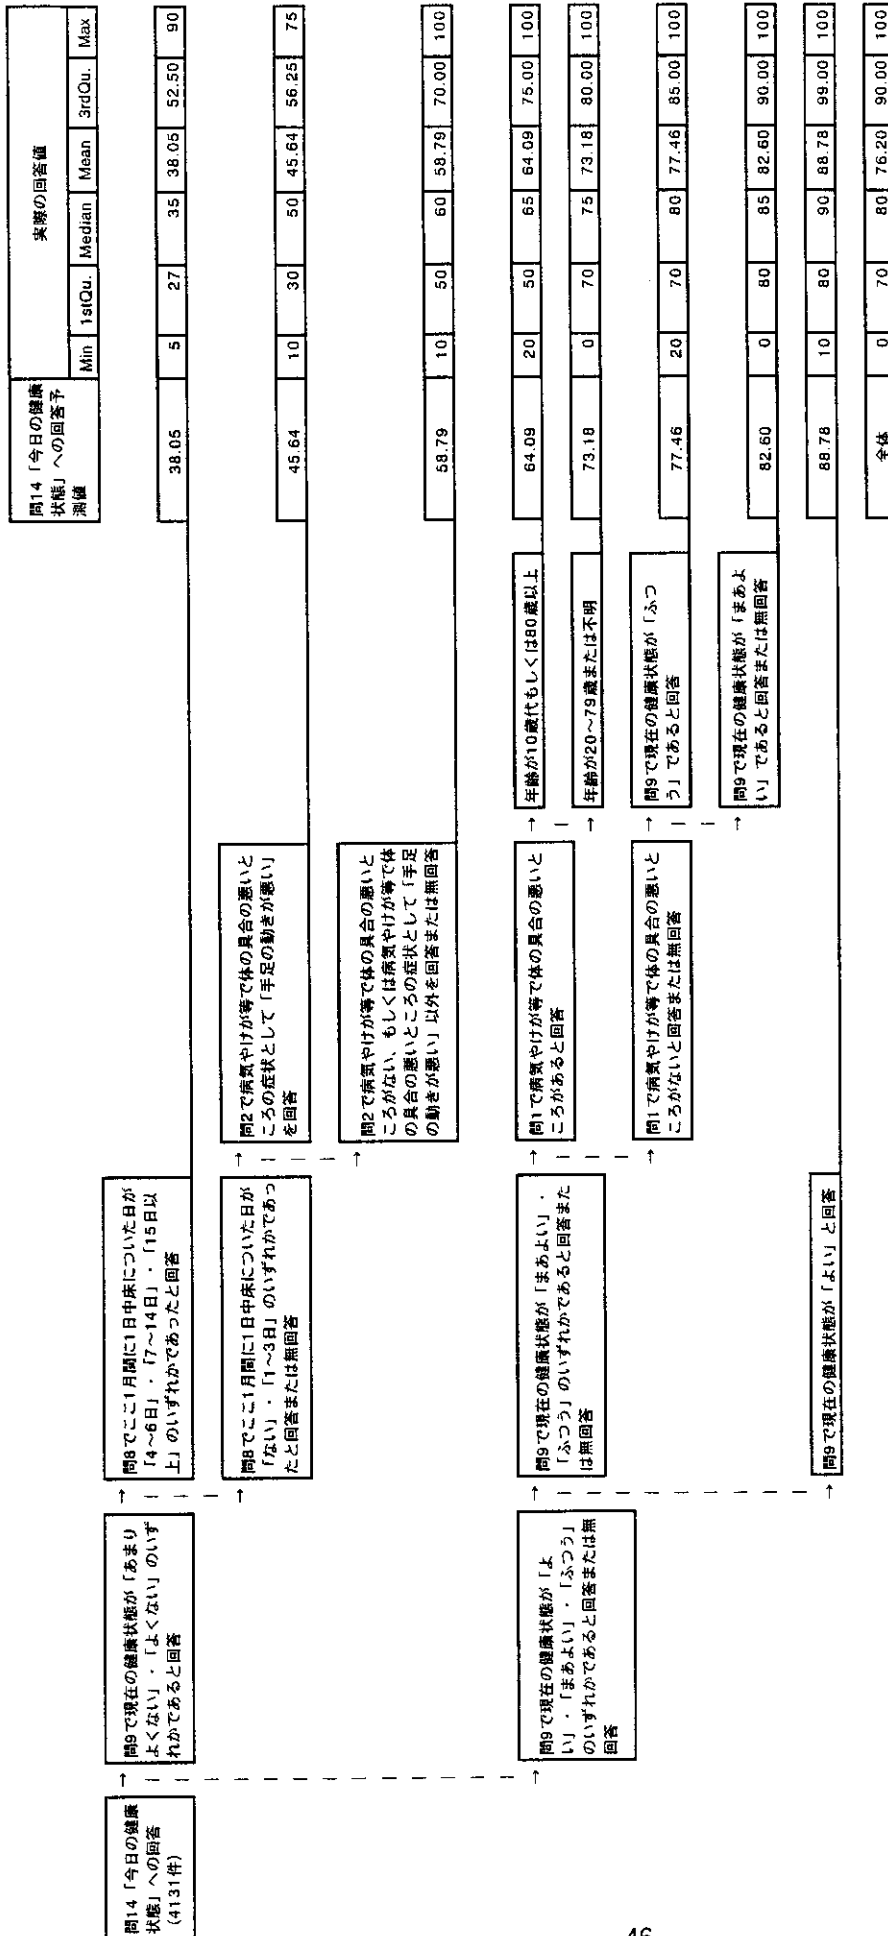 問14「今日の健康
状態」への回答
(4131件)
問9で現在の健康状態が「あまり
よくない」・「よくない」のいず
れかであると回答
問9で現在の健康状態が「よ
い」・「まあよい」・「ふつう」
のいずれかであると回答または無
回答
問8でここ1月間に1日中床についた日が
「4～6日」・「7～14日」・「15日以
上」のいずれかであったと回答
問8でここ1月間に1日中床についた日が
「ない」・「1～3日」のいずれかであっ
たと回答または無回答
問9で現在の健康状態が「まあよい」・
「ふつう」のいずれかであると回答また
は無回答
問9で現在の健康状態が「よい」と回答
問2で病気やけが等で体の具合の悪いと
ころの症状として「手足の動きが悪い」
を回答
問2で病気やけが等で体の具合の悪いと
ころがない、もしくは病気やけが等で体
の具合の悪いところの症状として「手足
の動きが悪い」以外を回答または無回答
問1で病気やけが等で体の具合の悪いと
ころがあると回答
問1で病気やけが等で体の具合の悪いと
ころがないと回答または無回答
年齢が10歳代もしくは80歳以上
年齢が20～79歳または不明
問9で現在の健康状態が「ふつ
う」であると回答
問9で現在の健康状態が「まあよ
い」であると回答または無回答
問14「今日の健康
状態」への回答予
測値
実際の回答値
Min 1stQu. Median Mean 3rdQu. Max
38.05 5 27 35 38.05 52.50 90
45.64 10 30 50 45.64 56.25 75
58.79 10 50 60 58.79 70.00 100
64.09 20 50 65 64.09 75.00 100
73.18 0 70 75 73.18 80.00 100
77.46 20 70 80 77.46 85.00 100
82.60 0 80 85 82.60 90.00 100
88.78 10 80 90 88.78 99.00 100
全体 0 70 80 76.20 90.00 100
46